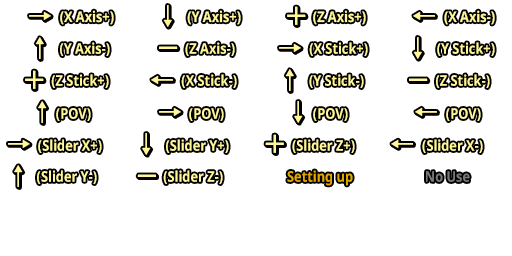 → (X Axis+) ↓ (Y Axis+) + (Z Axis+) ← (X Axis-)
↑ (Y Axis-) − (Z Axis-) → (X Stick+) ↓ (Y Stick+)
+ (Z Stick+) ← (X Stick-) ↑ (Y Stick-) − (Z Stick-)
↑ (POV) → (POV) ↓ (POV) ← (POV)
→ (Slider X+) ↓ (Slider Y+) + (Slider Z+) ← (Slider X-)
↑ (Slider Y-) − (Slider Z-) Setting up No Use